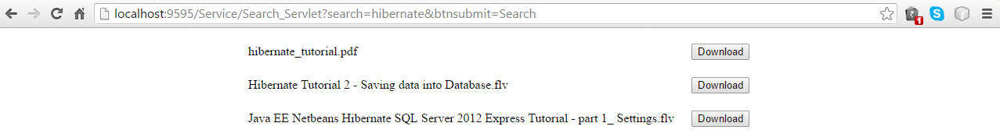 localhost:9595/Service/Search_Servlet?search=hibernate&btnsubmit=Search
1
hibernate_tutorial.pdf Download
Hibernate Tutorial 2 - Saving data into Database.flv Download
Java EE Netbeans Hibernate SQL Server 2012 Express Tutorial - part 1_ Settings.flv Download